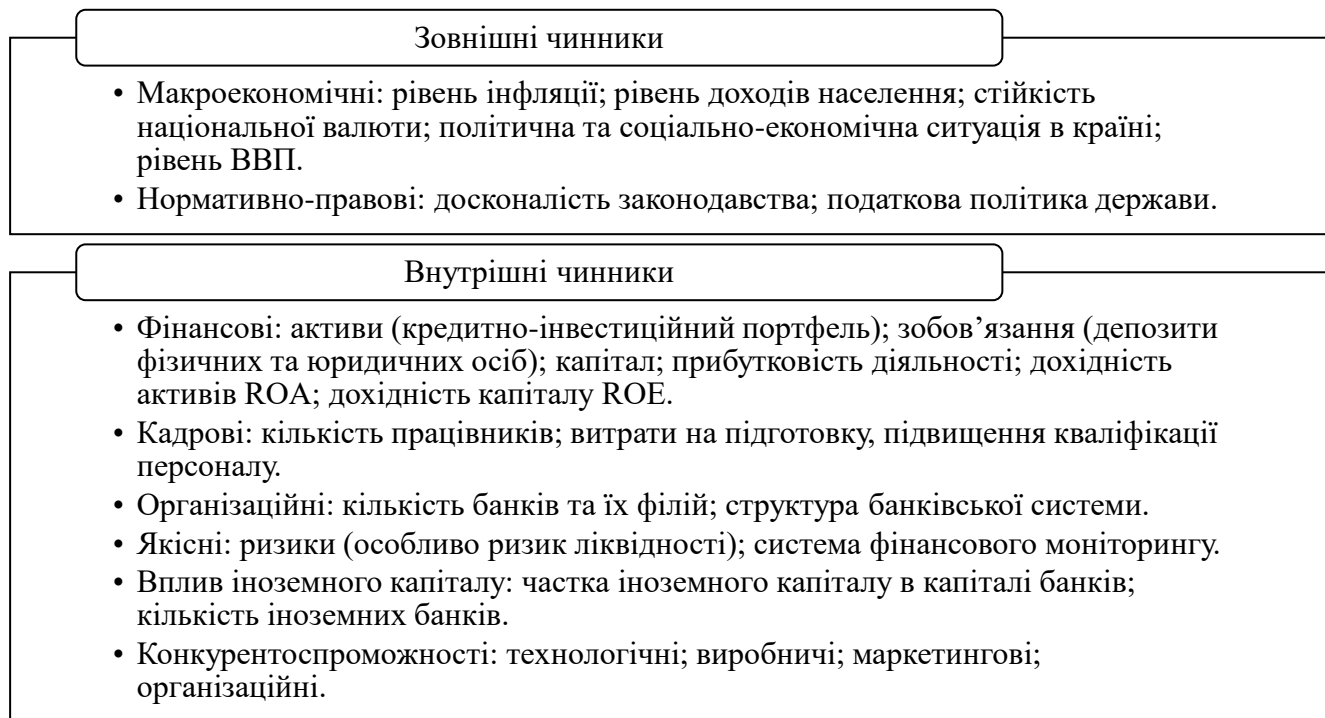 Зовнішні чинники
• Макроекономічні: рівень інфляції; рівень доходів населення; стійкість
національної валюти; політична та соціально-економічна ситуація в країні;
рівень ВВП.
• Нормативно-правові: досконалість законодавства; податкова політика держави.
Внутрішні чинники
• Фінансові: активи (кредитно-інвестиційний портфель); зобов’язання (депозити
фізичних та юридичних осіб); капітал; прибутковість діяльності; дохідність
активів ROA; дохідність капіталу ROE.
• Кадрові: кількість працівників; витрати на підготовку, підвищення кваліфікації
персоналу.
• Організаційні: кількість банків та їх філій; структура банківської системи.
• Якісні: ризики (особливо ризик ліквідності); система фінансового моніторингу.
• Вплив іноземного капіталу: частка іноземного капіталу в капіталі банків;
кількість іноземних банків.
• Конкурентоспроможності: технологічні; виробничі; маркетингові;
організаційні.